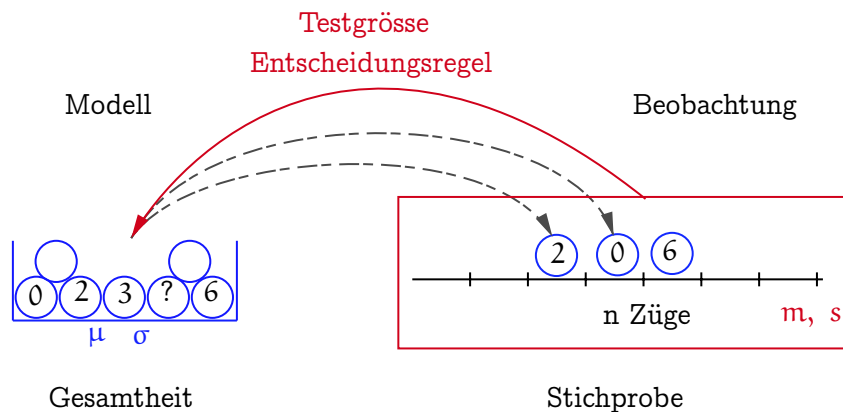 Testgrösse
Entscheidungsregel
Modell
Beobachtung
2 0 6
0 2 3 ? 6
μ σ
n Züge
m, s
Gesamtheit
Stichprobe